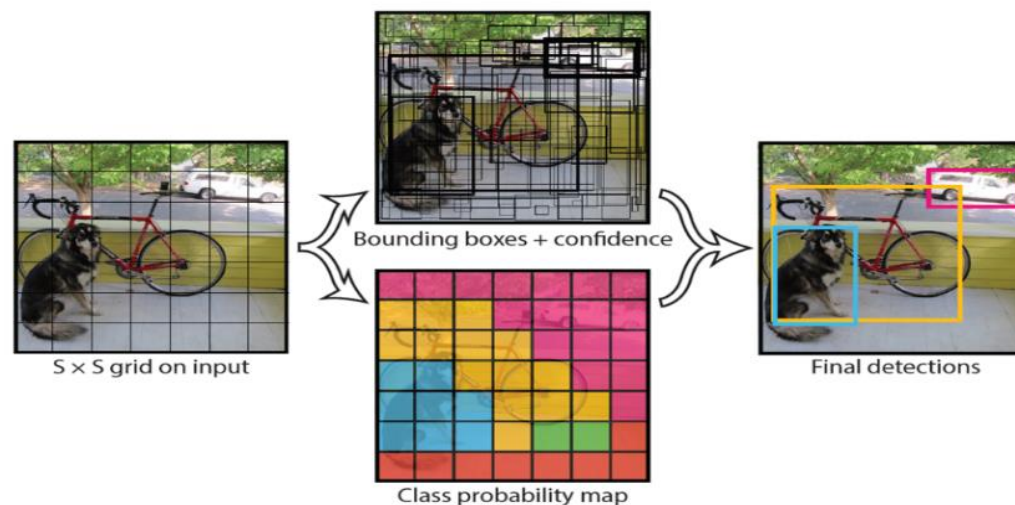 Bounding boxes + confidence
S × S grid on input
Final detections
Class probability map